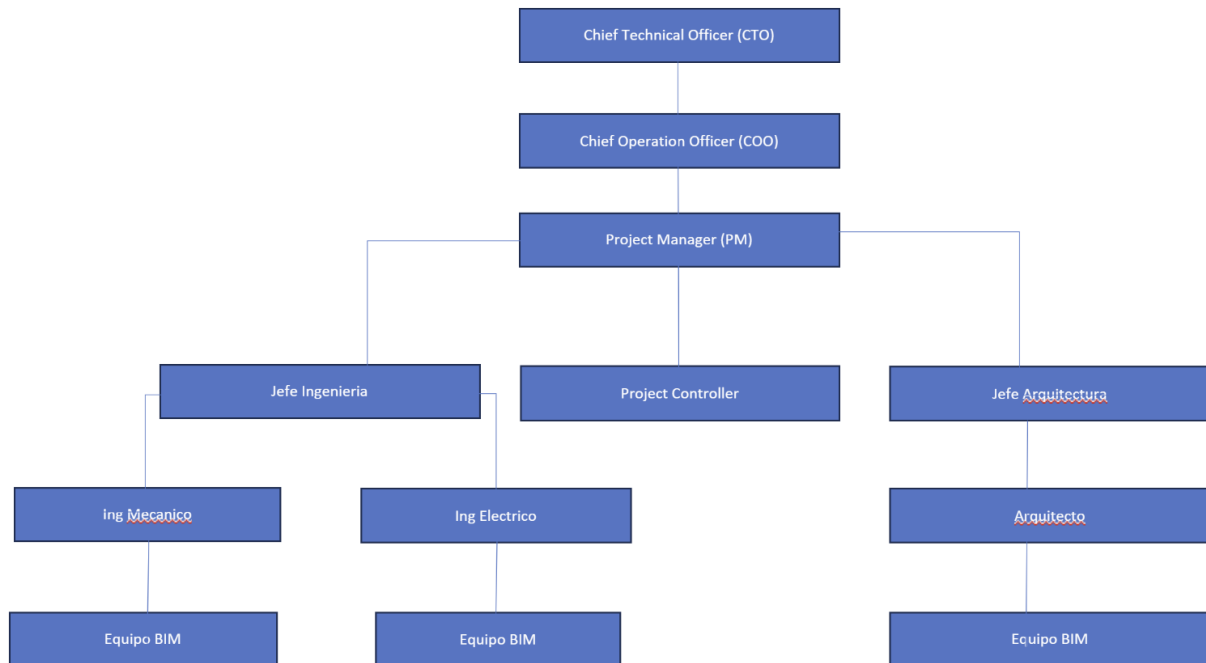 Chief Technical Officer (CTO)
Chief Operation Officer (COO)
Project Manager (PM)
Jefe Ingenieria
Project Controller
Jefe Arquitectura
Ing Mecanico
Ing Electrico
Arquitecto
Equipo BIM
Equipo BIM
Equipo BIM